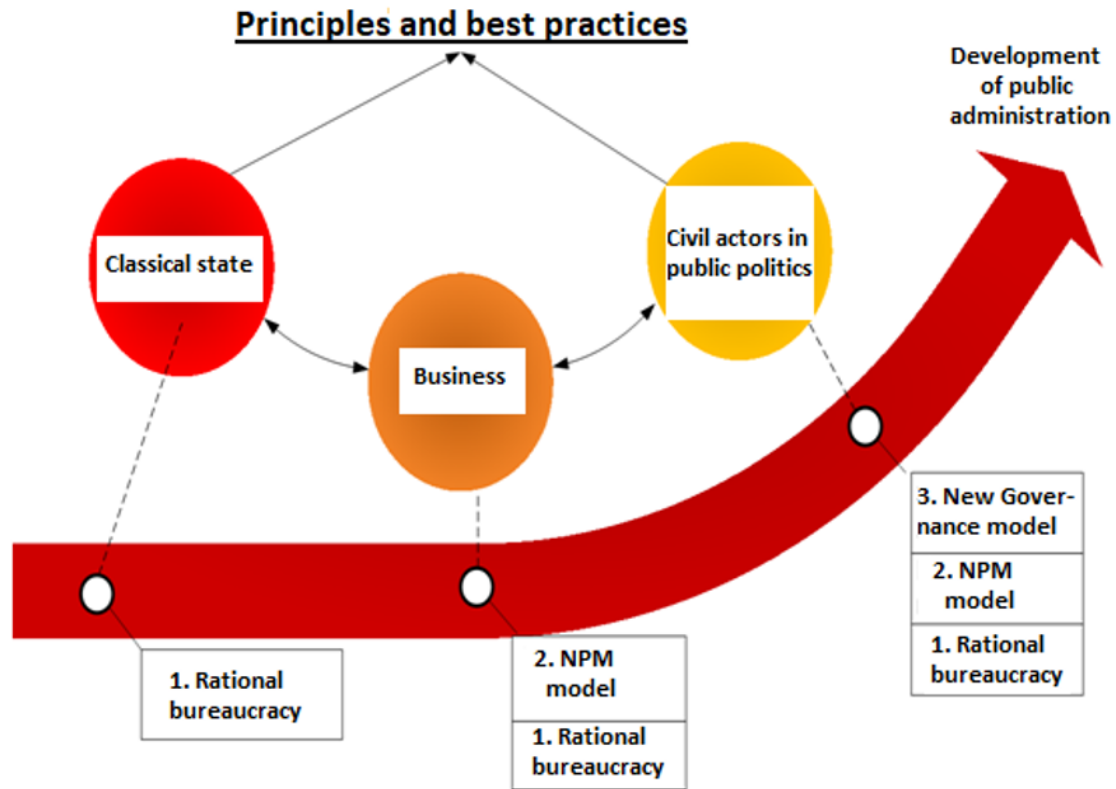 Principles and best practices
Development
of public
administration
Classical state
Civil actors in
public politics
Business
1. Rational
bureaucracy
2. NPM
model
1. Rational
bureaucracy
3. New Gover-
nance model
2. NPM
model
1. Rational
bureaucracy